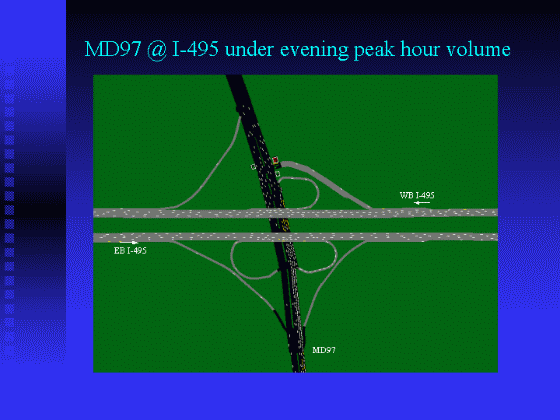 MD97 @ I-495 under evening peak hour volume
WB I-495
EB I-495
MD97